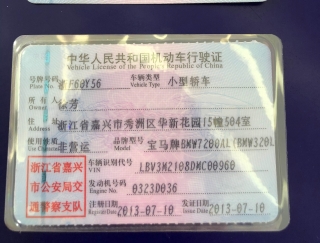 中华人民共和国机动车行驶证
Vehicle License of the People's Republic of China
号牌号码 F60Y56 车辆类型 小型轿车
Plate No. Vehicle Type
所有人 芳
Owner
住址 浙江省嘉兴市秀洲区华新花园15幢504室
Address
使用性质 非营运 品牌型号 宝马牌BMW7200XL(BMW320L
Use Character Model
浙江省嘉兴市公安局交通警察支队
车辆识别代号 LBV3M2108DMC00960
VIN
发动机号码 0323D036
Engine No.
注册日期 2013-07-10 发证日期 2013-07-10
Register Date Issue Date